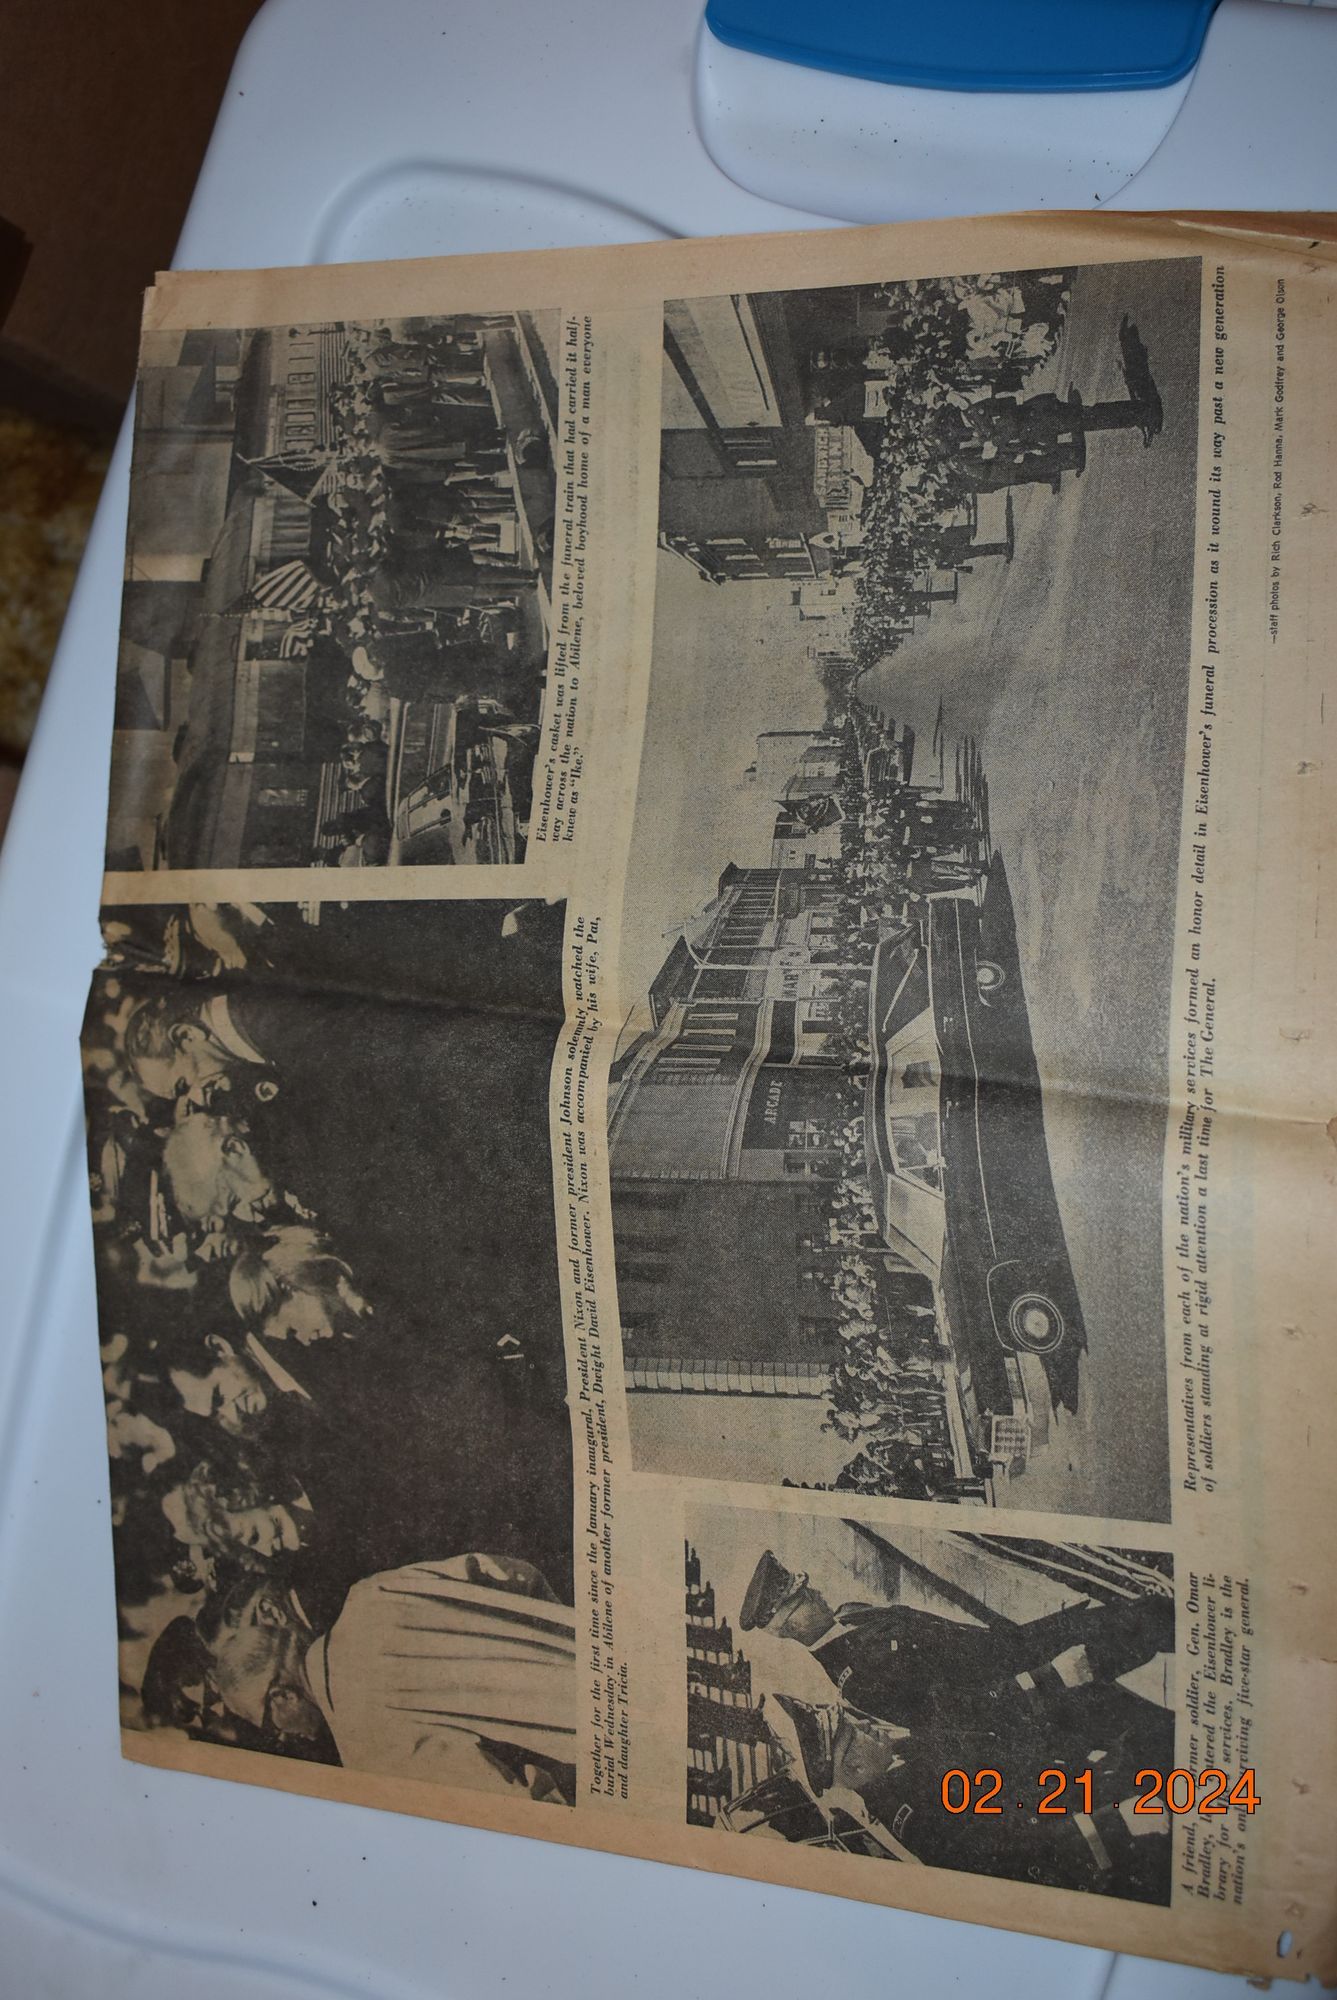 Together for the first time since the January inaugural, President Nixon and former president Johnson solemnly watched the
burial Wednesday in Abilene of another former president, Dwight David Eisenhower. Nixon was accompanied by his wife, Pat,
and daughter Tricia.
Eisenhower's casket was lifted from the funeral train that had carried it half-
way across the nation to Abilene, beloved boyhood home of a man everyone
knew as "Ike."
ARCADE
A friend, former soldier, Gen. Omar
Bradley, entered the Eisenhower li-
brary for services. Bradley is the
nation's only surviving five-star general.
Representatives from each of the nation's military services formed an honor detail in Eisenhower's funeral procession as it wound its way past a new generation
of soldiers standing at rigid attention a last time for The General.
—staff photos by Rich Clarkson, Rod Hanna, Mark Godfrey and George Olson
02.21.2024